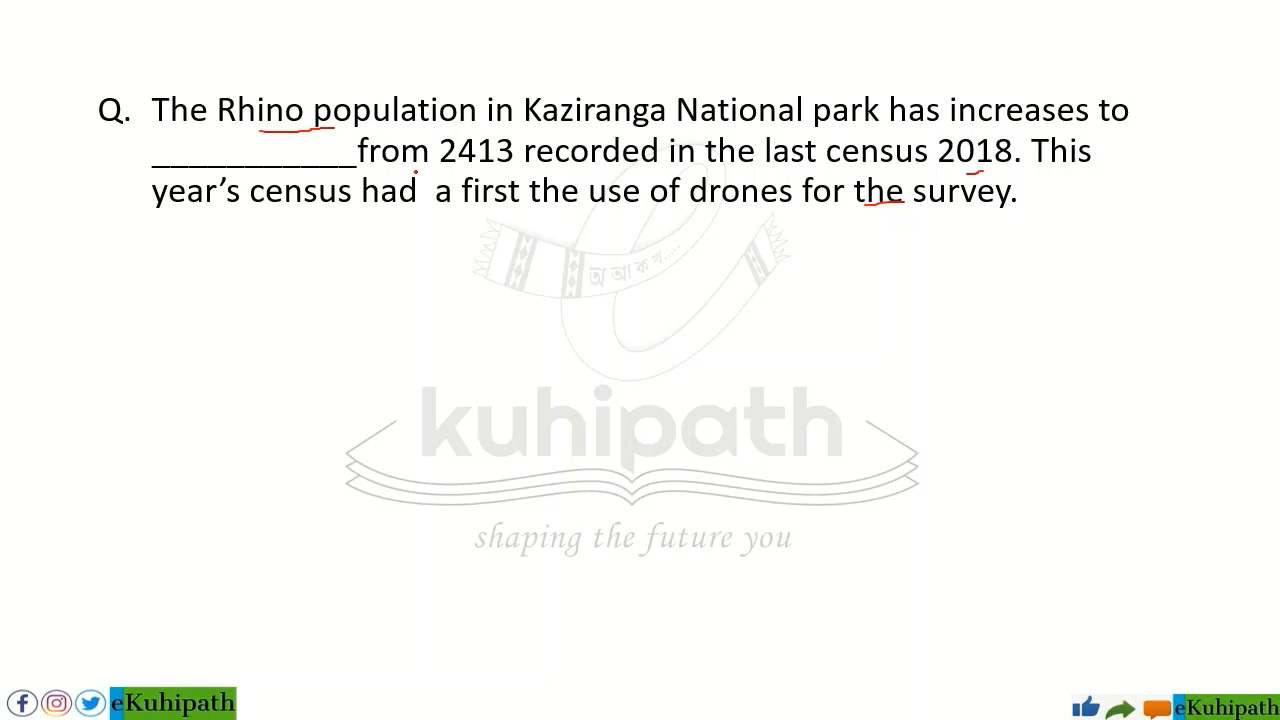 Q. The Rhino population in Kaziranga National park has increases to
___________from 2413 recorded in the last census 2018. This
year’s census had a first the use of drones for the survey.
অ আ ক খ.....
kuhipath
shaping the future you
eKuhipath
eKuhipath